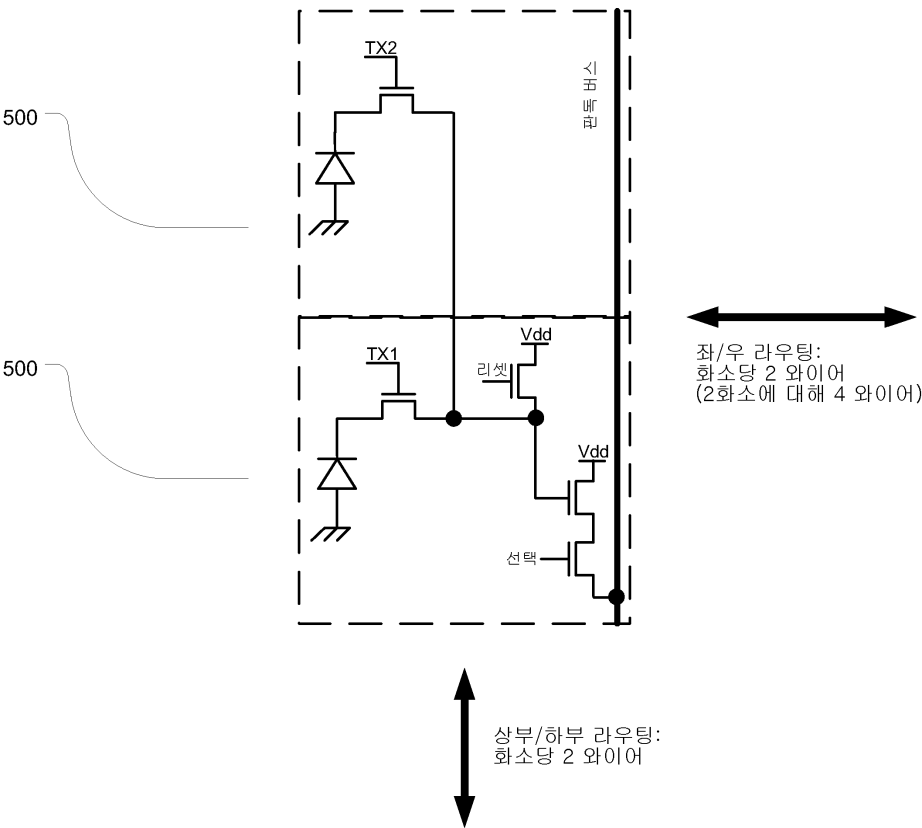 TX2
판독 버스
500
Vdd
TX1
리셋
500
좌/우 라우팅:
화소당 2 와이어
(2화소에 대해 4 와이어)
Vdd
선택
상부/하부 라우팅:
화소당 2 와이어